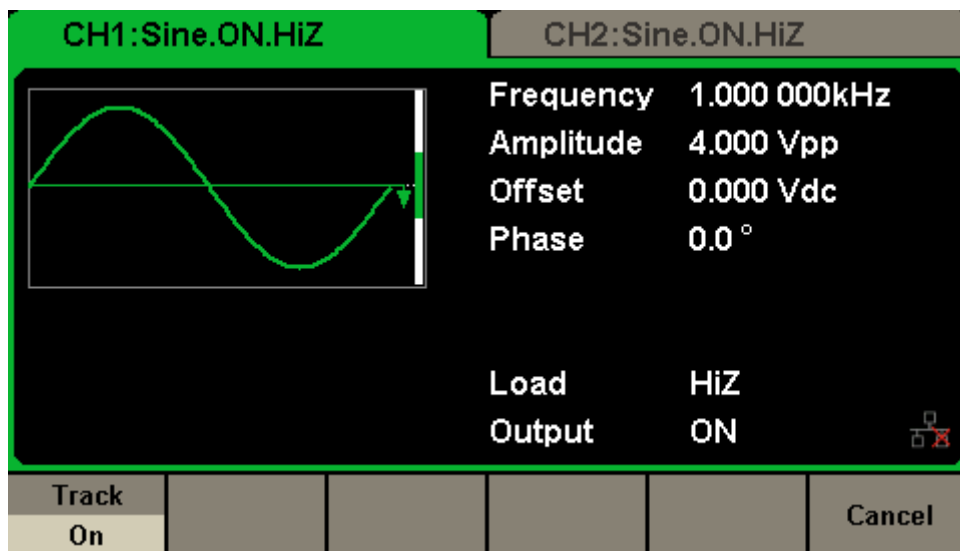 CH1:Sine.ON.HiZ
CH2:Sine.ON.HiZ
Frequency 1.000 000kHz
Amplitude 4.000 Vpp
Offset 0.000 Vdc
Phase 0.0 °
Load HiZ
Output ON
Track
On
Cancel